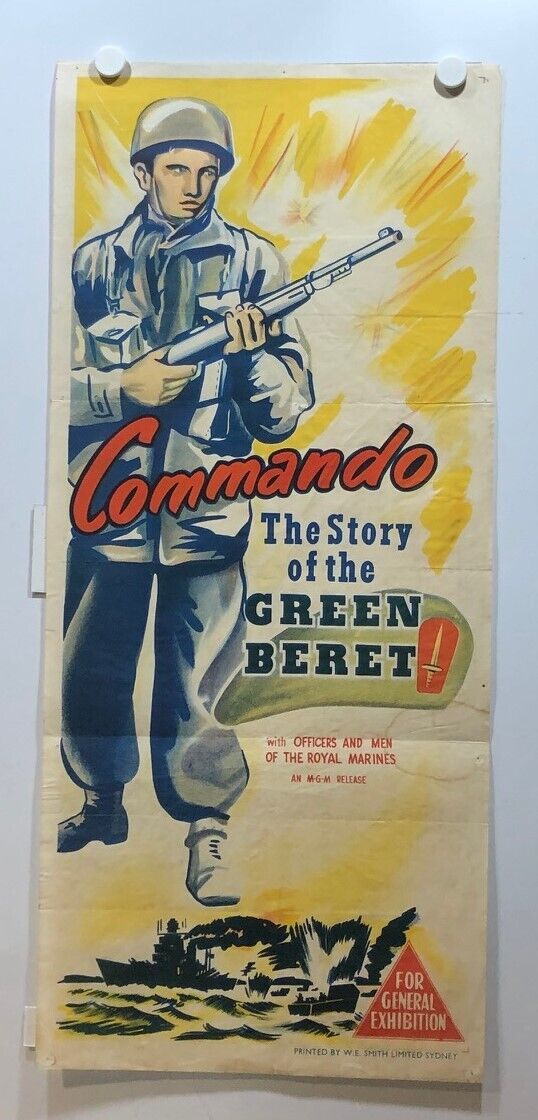 Commando
The Story
of the
GREEN
BERET
with OFFICERS AND MEN
OF THE ROYAL MARINES
AN M-G-M RELEASE
FOR
GENERAL
EXHIBITION
PRINTED BY W.E. SMITH LIMITED SYDNEY